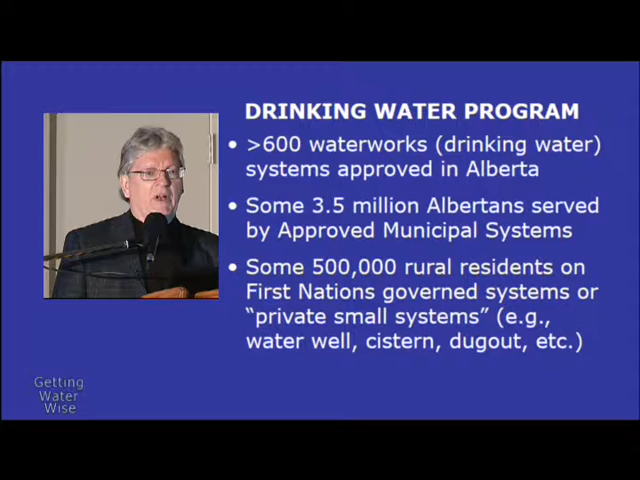 DRINKING WATER PROGRAM
• >600 waterworks (drinking water)
systems approved in Alberta
• Some 3.5 million Albertans served
by Approved Municipal Systems
• Some 500,000 rural residents on
First Nations governed systems or
“private small systems” (e.g.,
water well, cistern, dugout, etc.)
Getting
Water
Wise